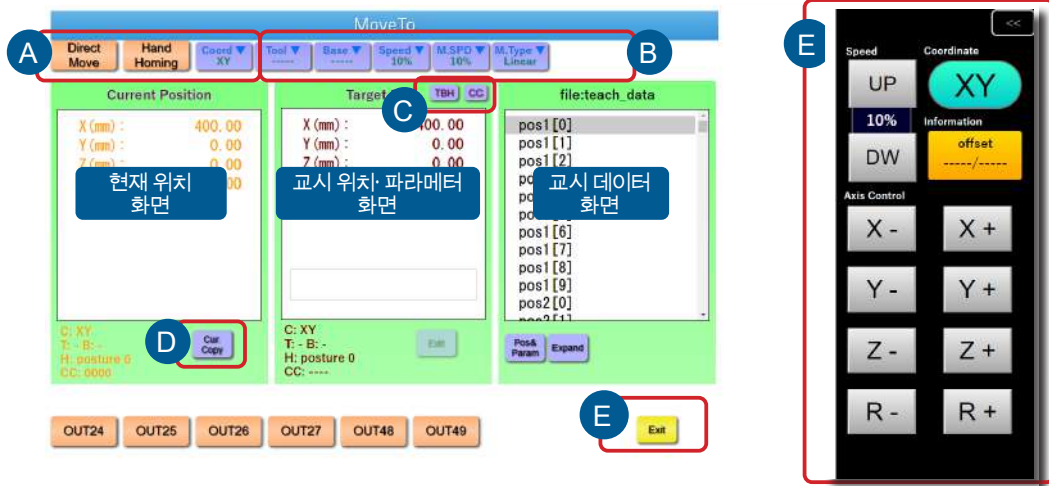 MoveTo
A
Direct
Move
Hand
Homing
Coord ▼
XY
Tool ▼
-----
Base ▼
-----
Speed ▼
10%
M.SPD ▼
10%
M.Type ▼
Linear
B
Current Position
X (mm) : 400.00
Y (mm) : 0.00
Z (mm) : 0.00
현재 위치
화면
C: XY
T: - B: -
H: posture 0
CC: 0000
D
Cur.
Copy
Target
C
TBH
CC
X (mm) : 400.00
Y (mm) : 0.00
Z (mm) : 0.00
교시 위치· 파라메터
화면
C: XY
T: - B: -
H: posture 0
CC: ----
Edit
file:teach_data
pos1[0]
pos1[1]
pos1[2]
교시 데이터
화면
pos1[6]
pos1[7]
pos1[8]
pos1[9]
pos2[0]
pos2[1]
Pos&
Param
Expand
OUT24
OUT25
OUT26
OUT27
OUT48
OUT49
E
Exit
E
<<
Speed
Coordinate
UP
XY
10%
Information
DW
offset
-----/-----
Axis Control
X - X +
Y - Y +
Z - Z +
R - R +